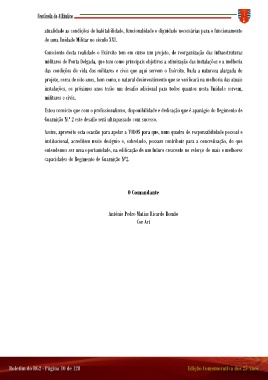 Sentinela do Atlântico
atualidade as condições de habitabilidade, funcionalidade e dignidade necessárias para o funcionamento
de uma Unidade Militar no século XXI.
Consciente desta realidade o Exército tem em curso um projeto, de reorganização das infraestruturas
militares de Ponta Delgada, que tem como principais objetivos a otimização das instalações e a melhoria
das condições de vida dos militares e civis que aqui servem o Exército. Dada a natureza alargada do
projeto, cerca de oito anos, bem como, o natural desenvolvimento que se verificará na melhoria das atuais
instalações, os próximos anos terão um desafio adicional para todos quantos nesta Unidade servem,
militares e civis.
Estou convicto que com o profissionalismo, disponibilidade e dedicação que é apanágio do Regimento de
Guarnição N.º 2 este desafio será ultrapassado com sucesso.
Assim, aproveito esta ocasião para apelar a TODOS para que, num quadro de responsabilidade pessoal e
institucional, acreditem neste desígnio e, sobretudo, possam contribuir para a concretização, do que
entendemos ser uma oportunidade, na edificação de um futuro crescente no reforço de mais e melhores
capacidades do Regimento de Guarnição Nº2.
O Comandante
António Pedro Matias Ricardo Romão
Cor Art
Boletim do RG2 - Página 10 de 128
Edição Comemorativa dos 25 Anos